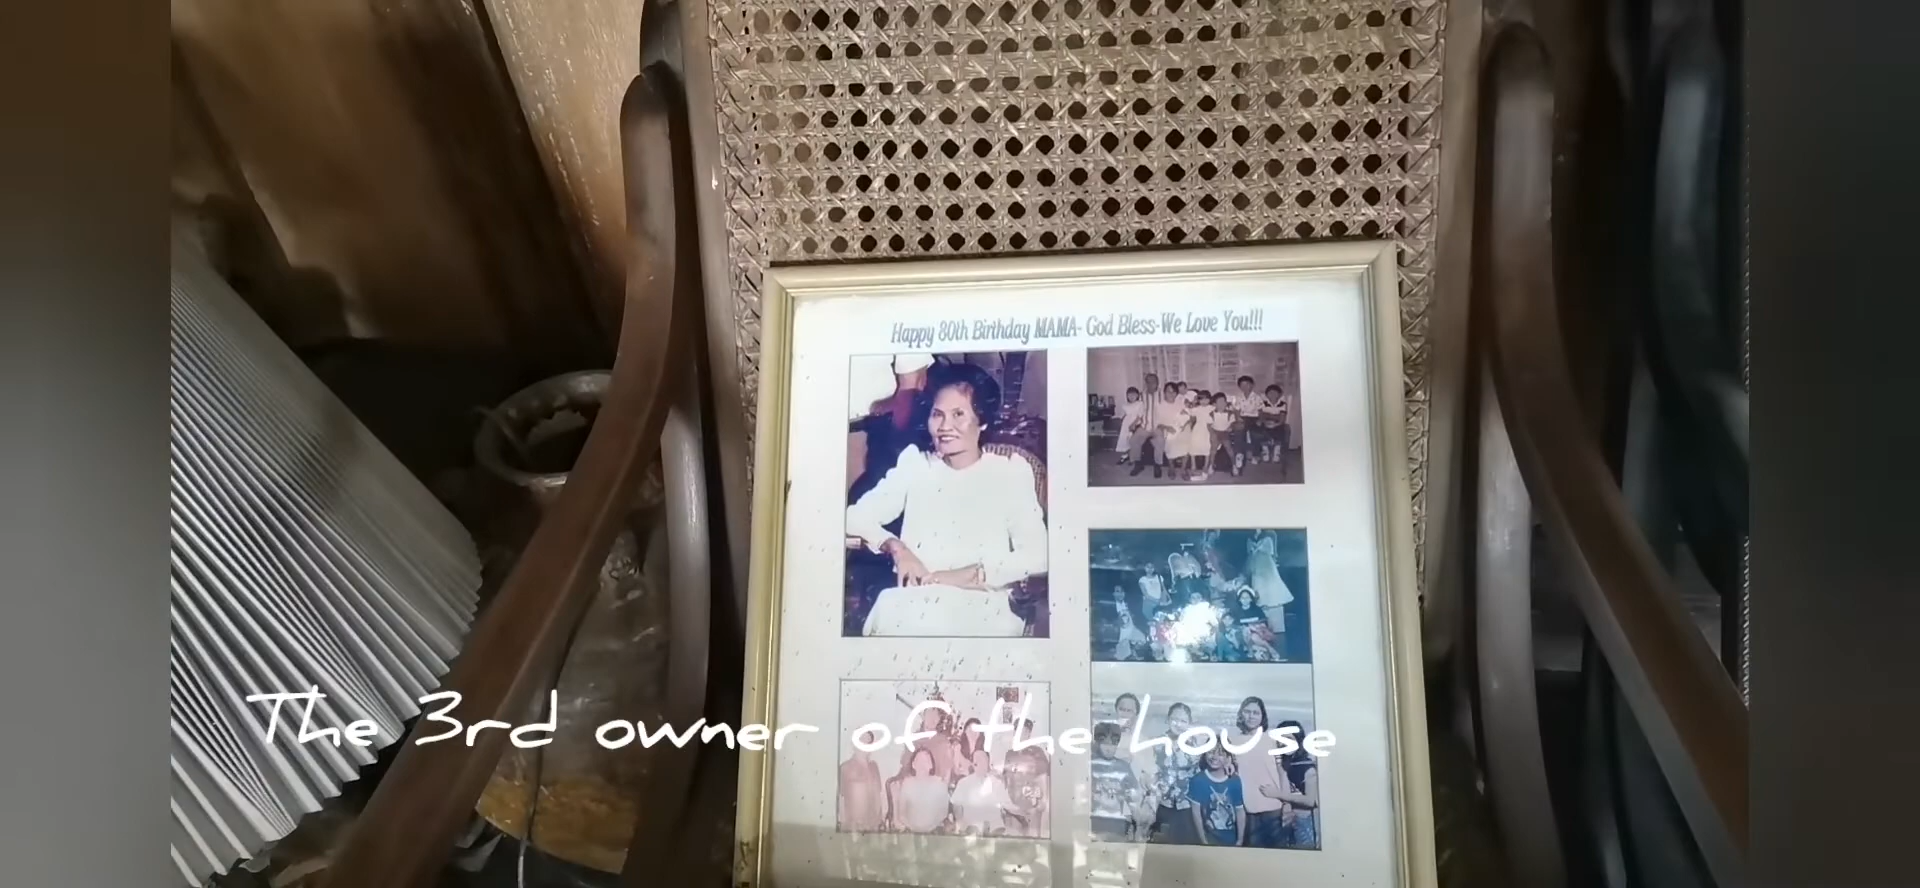 Happy 80th Birthday MAMA- God Bless-We Love You!!!
The 3rd owner of the house